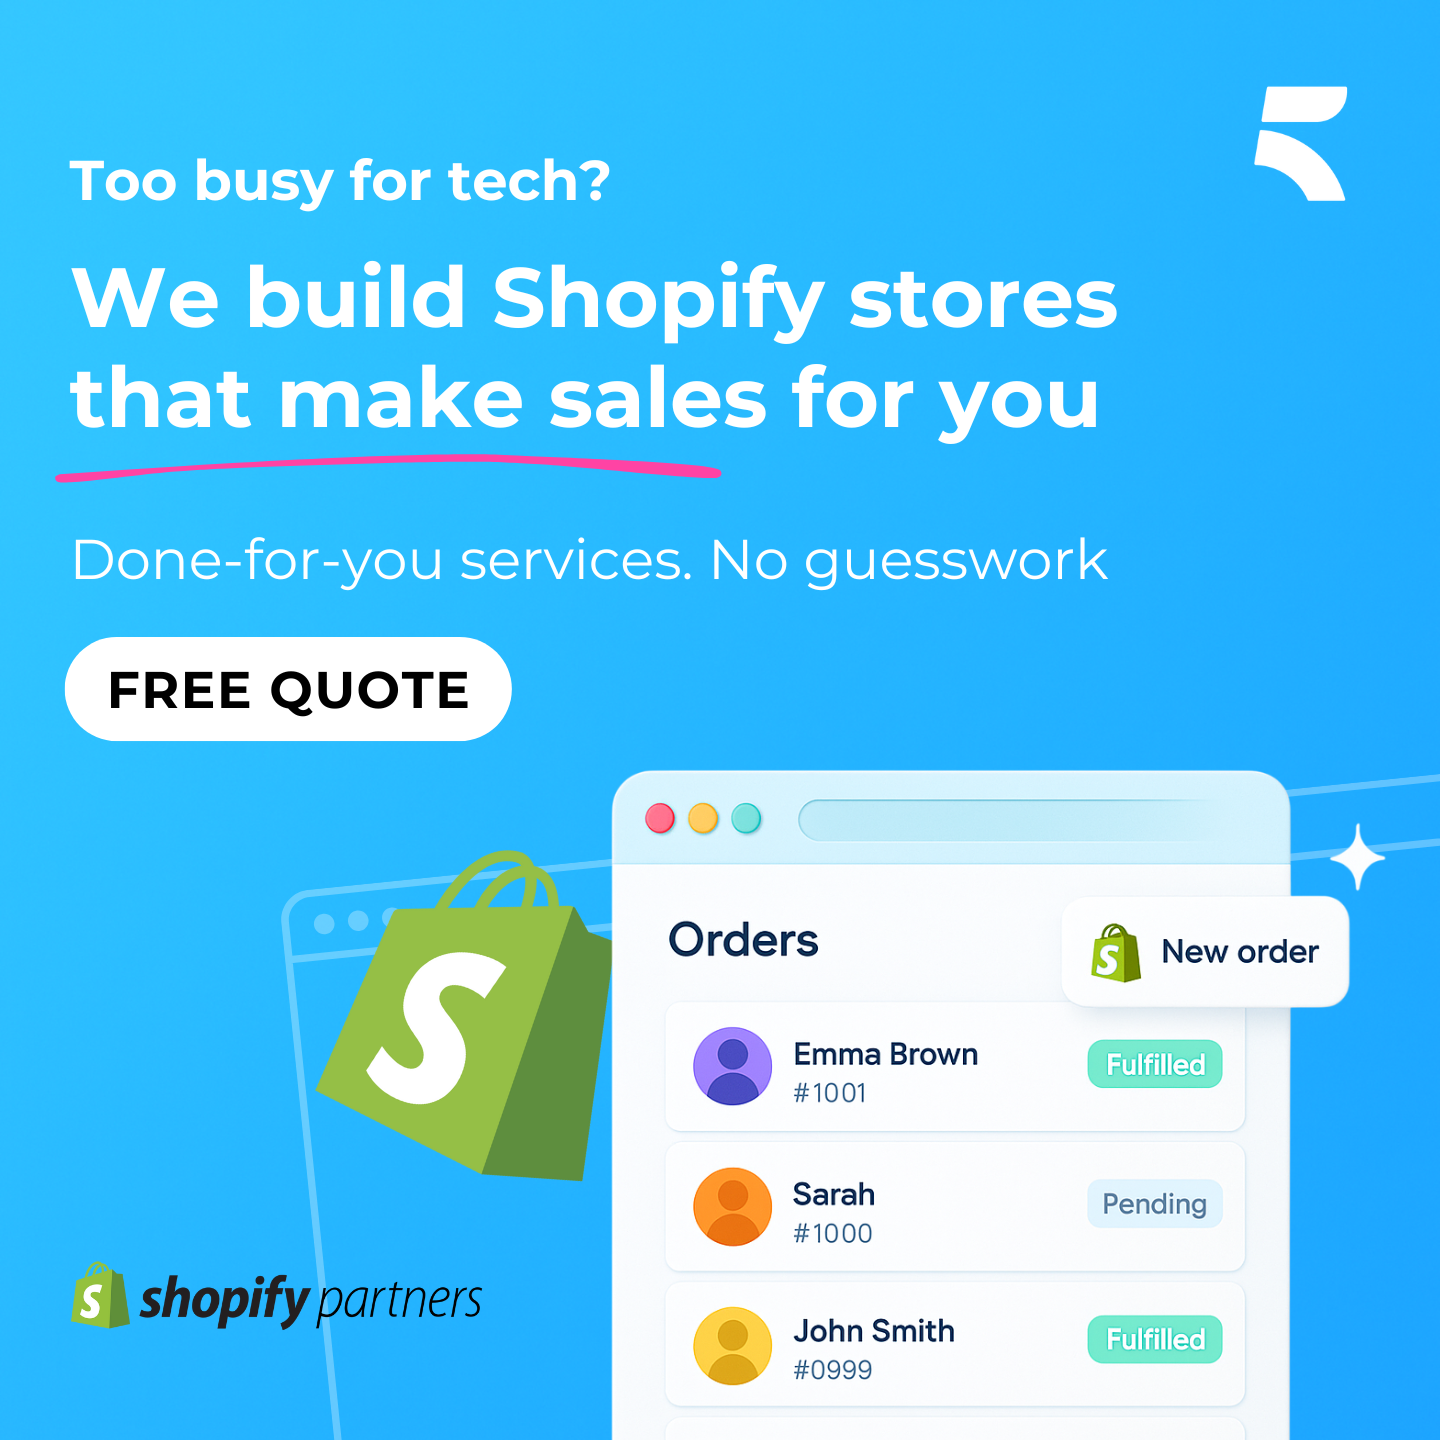 Too busy for tech?
We build Shopify stores
that make sales for you
Done-for-you services. No guesswork
FREE QUOTE
Orders
New order
Emma Brown
#1001
Fulfilled
Sarah
#1000
Pending
John Smith
#0999
Fulfilled
shopify partners